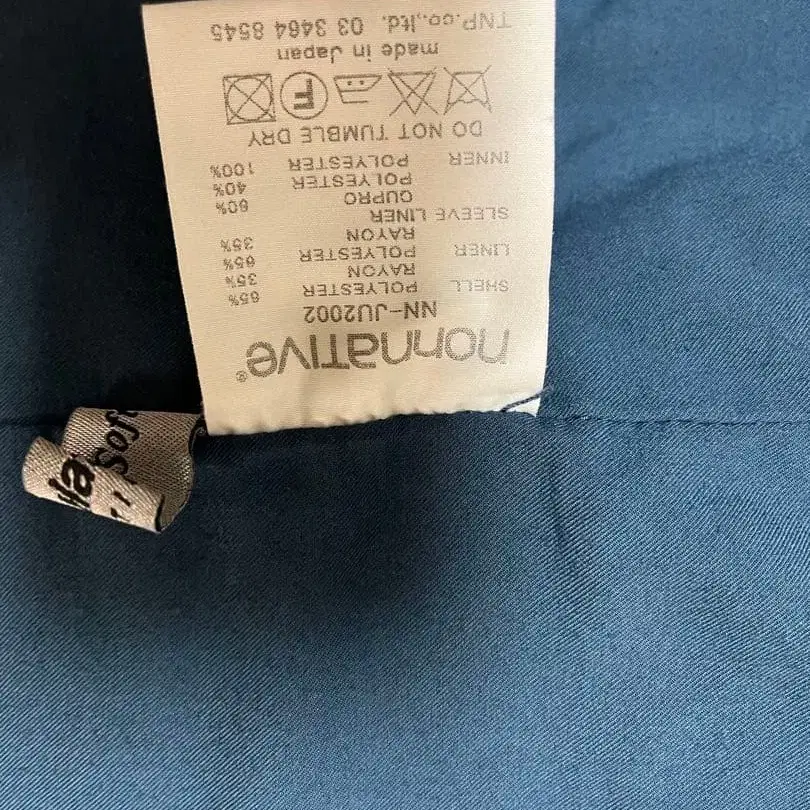 nonnative®
NN-JU2002
SHELL POLYESTER 65%
RAYON 35%
LINER POLYESTER 65%
RAYON 35%
SLEEVE LINER
CUPRO 60%
POLYESTER 40%
INNER POLYESTER 100%
DO NOT TUMBLE DRY
F
made in Japan
TNP.co.,ltd. 03 3464 8545